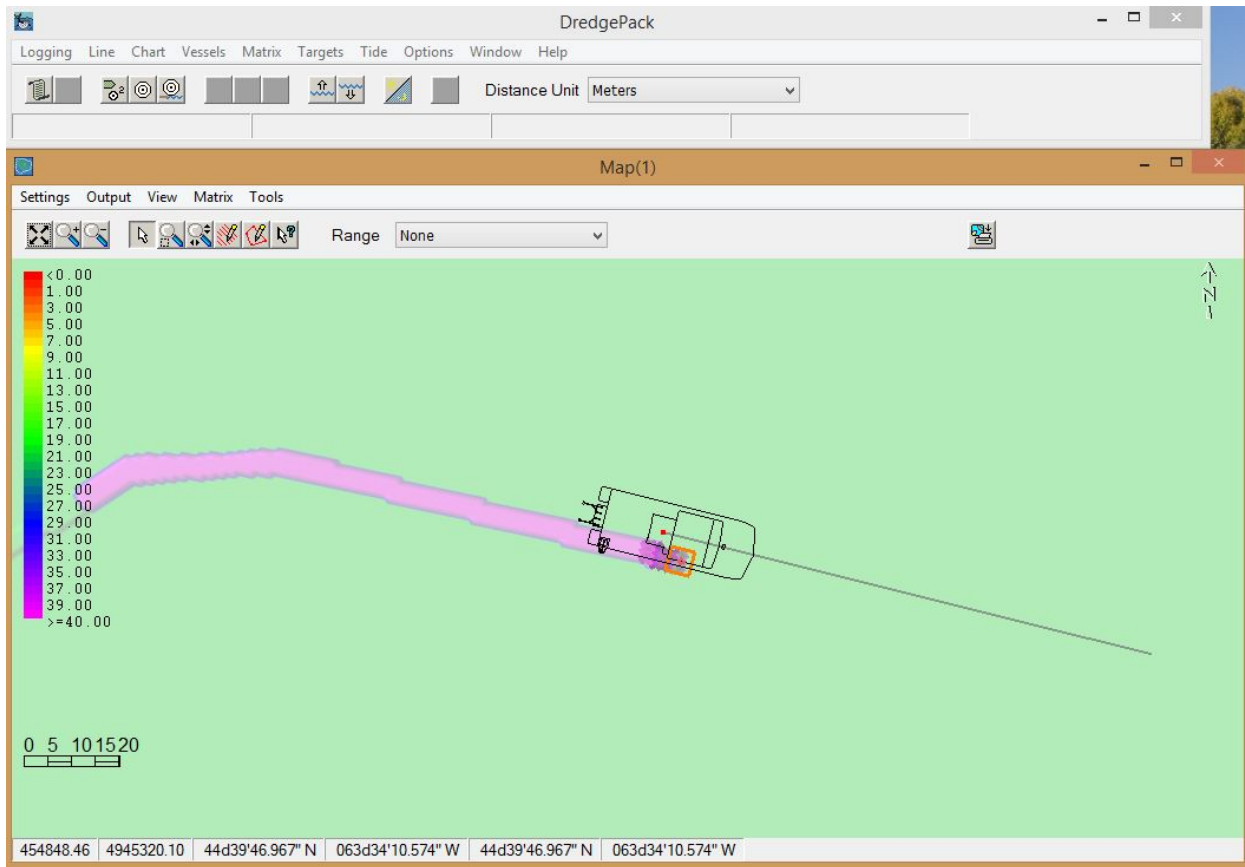 DredgePack
Logging Line Chart Vessels Matrix Targets Tide Options Window Help
Distance Unit Meters
Map(1)
Settings Output View Matrix Tools
Range None
N
<0.00
1.00
3.00
5.00
7.00
9.00
11.00
13.00
15.00
17.00
19.00
21.00
23.00
25.00
27.00
29.00
31.00
33.00
35.00
37.00
39.00
>=40.00
0 5 10 15 20
454848.46 4945320.10 44d39'46.967" N 063d34'10.574" W 44d39'46.967" N 063d34'10.574" W